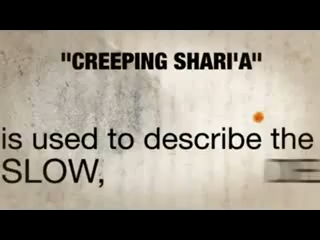 "CREEPING SHARI'A"
is used to describe the
SLOW,